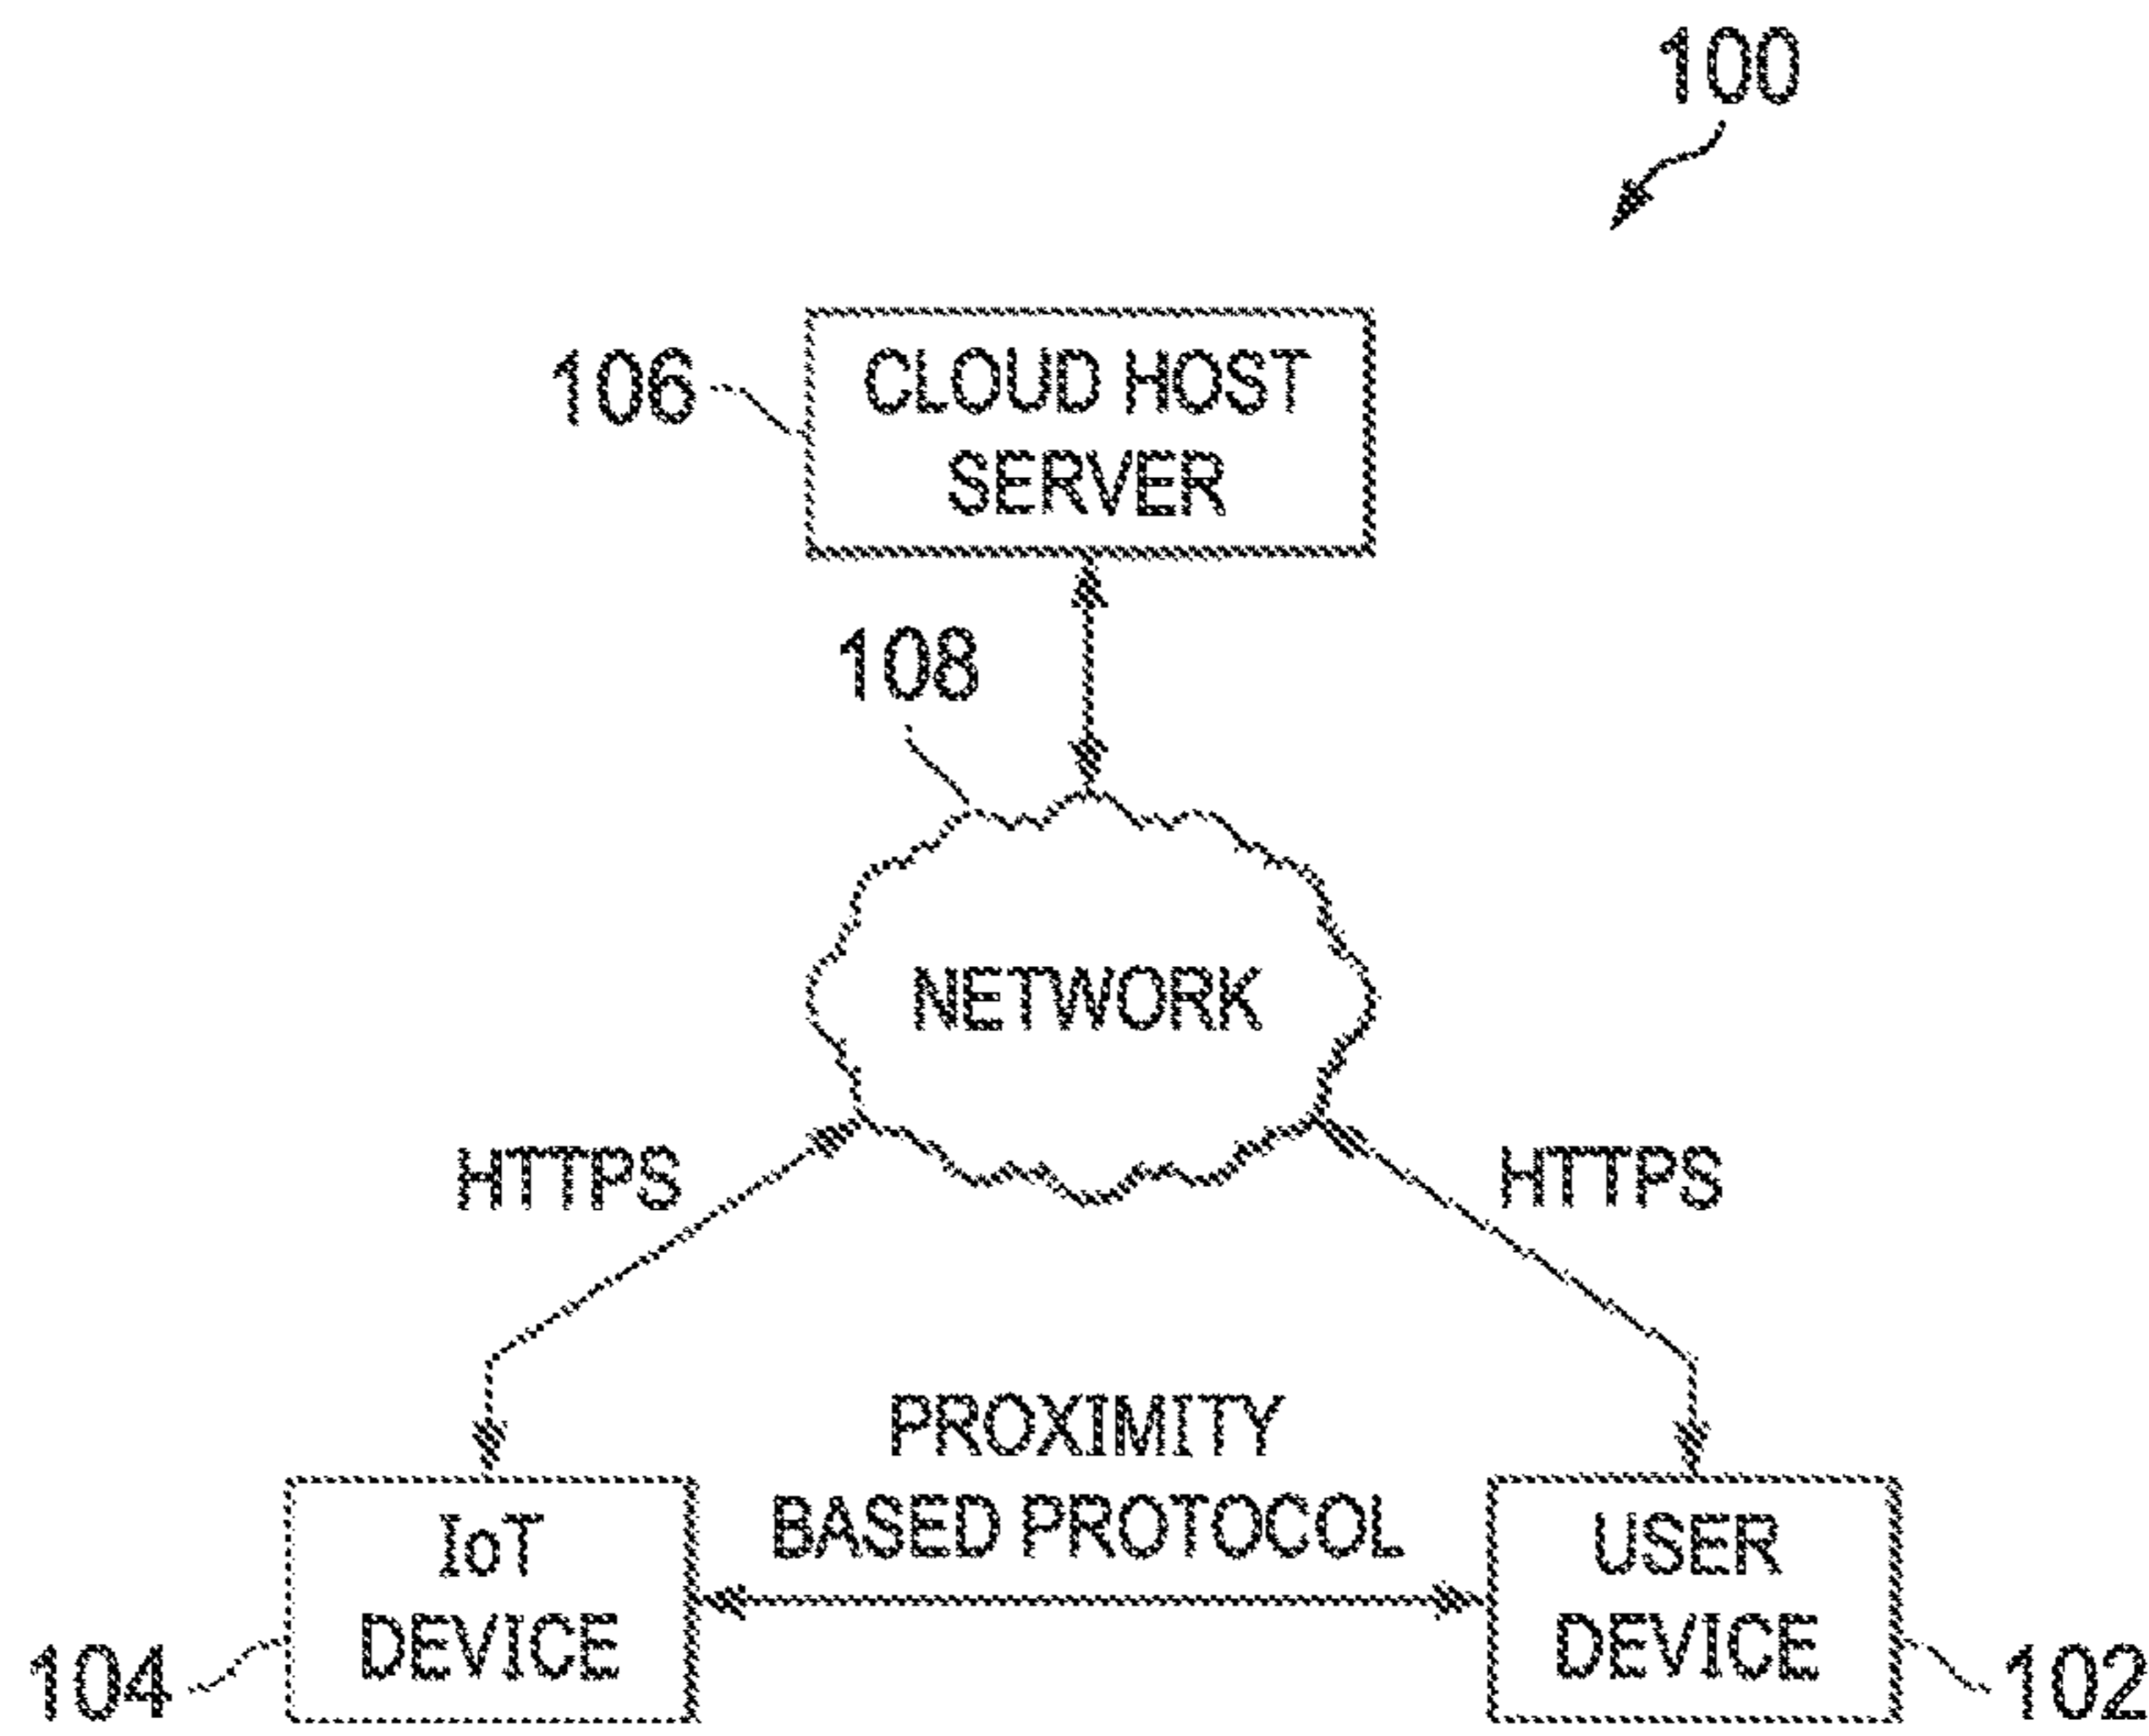 100
106
CLOUD HOST
SERVER
108
NETWORK
HTTPS
HTTPS
PROXIMITY
BASED PROTOCOL
IoT
DEVICE
USER
DEVICE
104
102